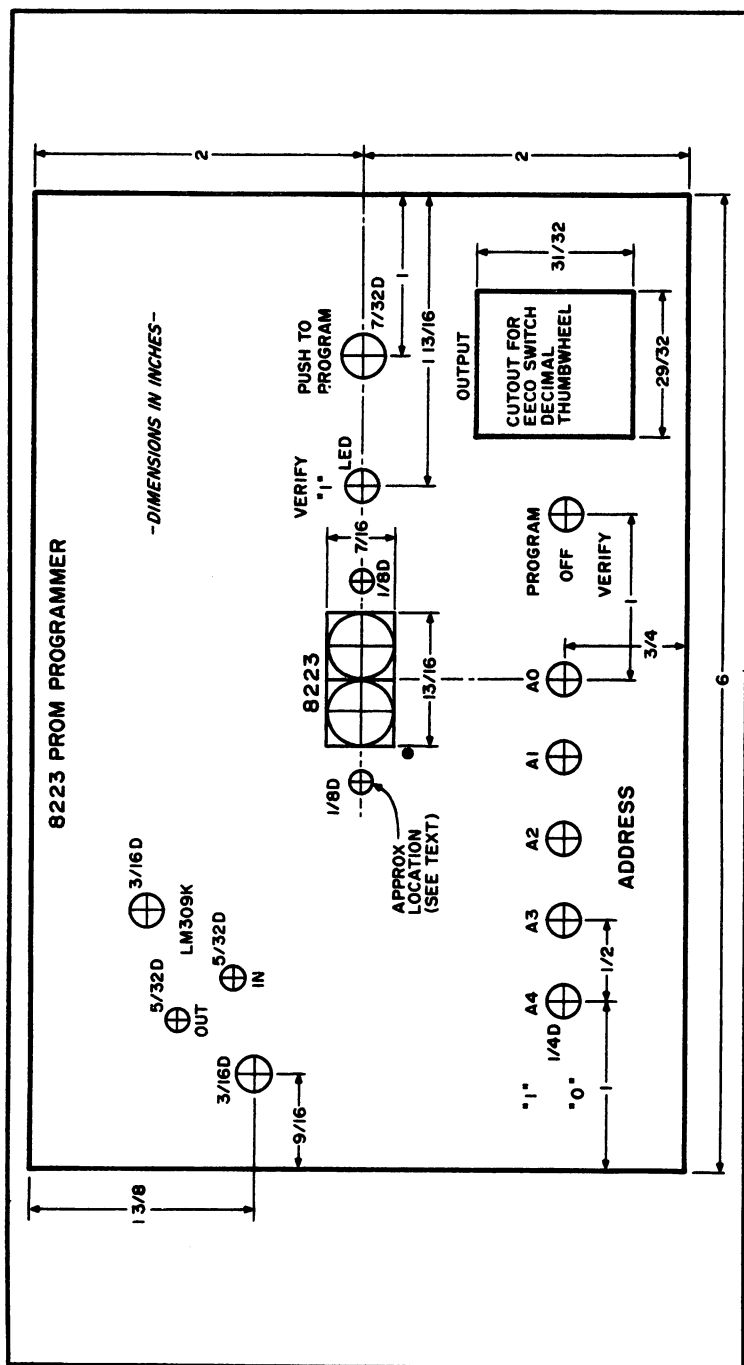 8223 PROM PROGRAMMER
-DIMENSIONS IN INCHES-
1 3/8
3/16D
LM309K
5/32D
OUT
5/32D
IN
3/16D
9/16
2
2
8223
1/8D
1/8D
7/16
13/16
APPROX
LOCATION
(SEE TEXT)
VERIFY
"1"
LED
PUSH TO
PROGRAM
7/32D
1
1 13/16
OUTPUT
CUTOUT FOR
EECO SWITCH
DECIMAL
THUMBWHEEL
31/32
29/32
"1"
"0"
A4
A3
A2
A1
A0
1/4D
1/2
1
ADDRESS
PROGRAM
OFF
VERIFY
1
3/4
6